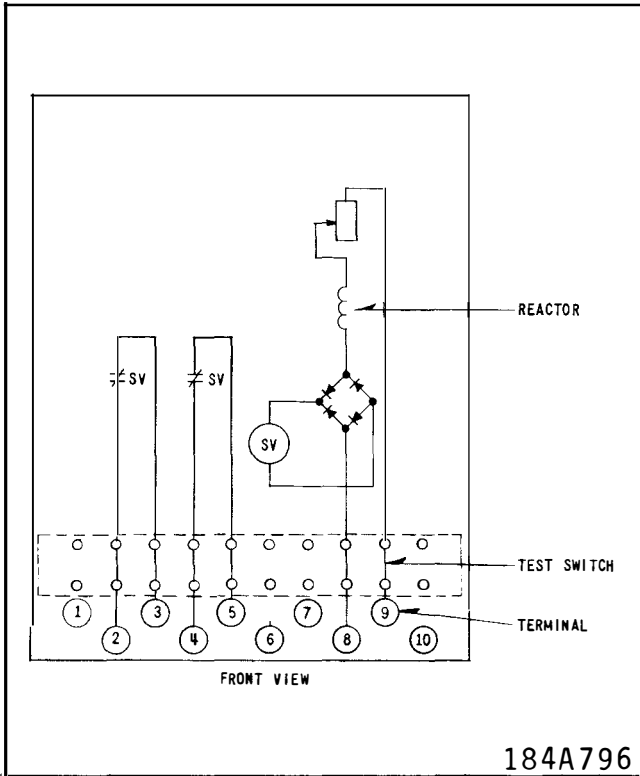 REACTOR
SV
SV
SV
TEST SWITCH
1
3
5
7
9
TERMINAL
2
4
6
8
10
FRONT VIEW
184A796